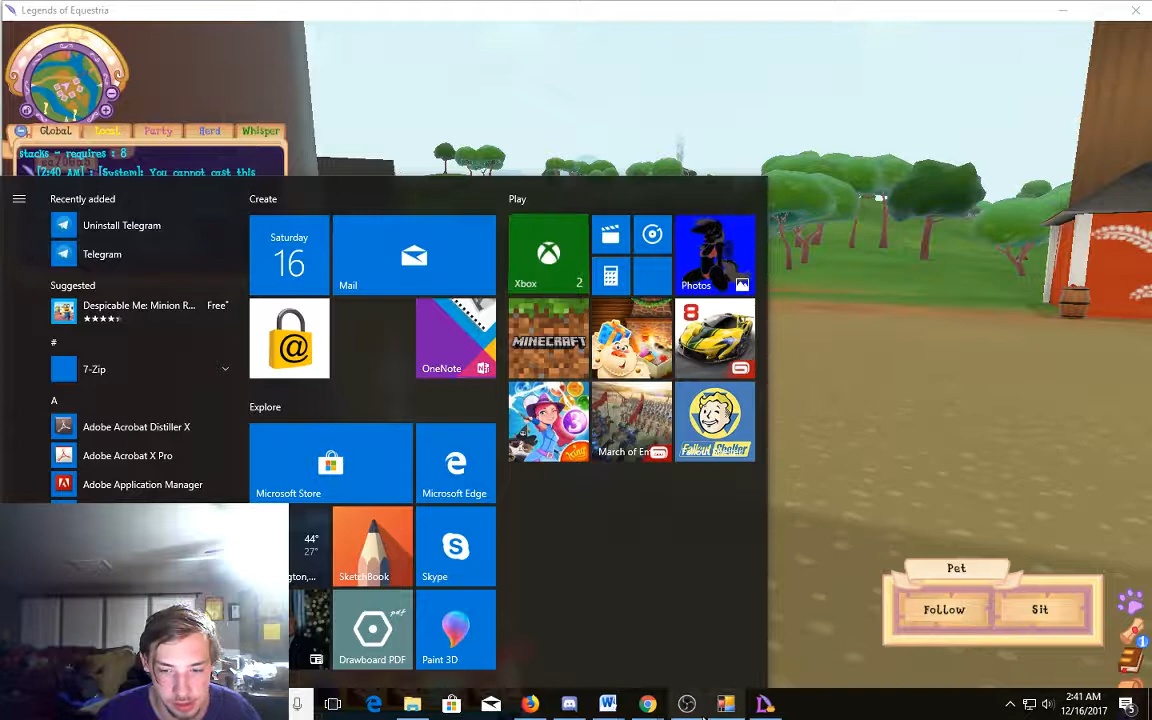 Legends of Equestria
Global Local Party Herd Whisper
stacks - requires : 8
[2:40 AM] : [System]: You cannot cast this
Recently added
Uninstall Telegram
Telegram
Suggested
Despicable Me: Minion R... Free*
#
7-Zip
A
Adobe Acrobat Distiller X
Adobe Acrobat X Pro
Adobe Application Manager
Create
Saturday
16
Mail
@
OneNote
Explore
Microsoft Store
Microsoft Edge
44°
27°
SketchBook
Skype
Drawboard PDF
Paint 3D
Play
Xbox 2
Photos
MINECRAFT
8
3
King
March of Em
Pet
Follow
Sit
1
2:41 AM
12/16/2017
5